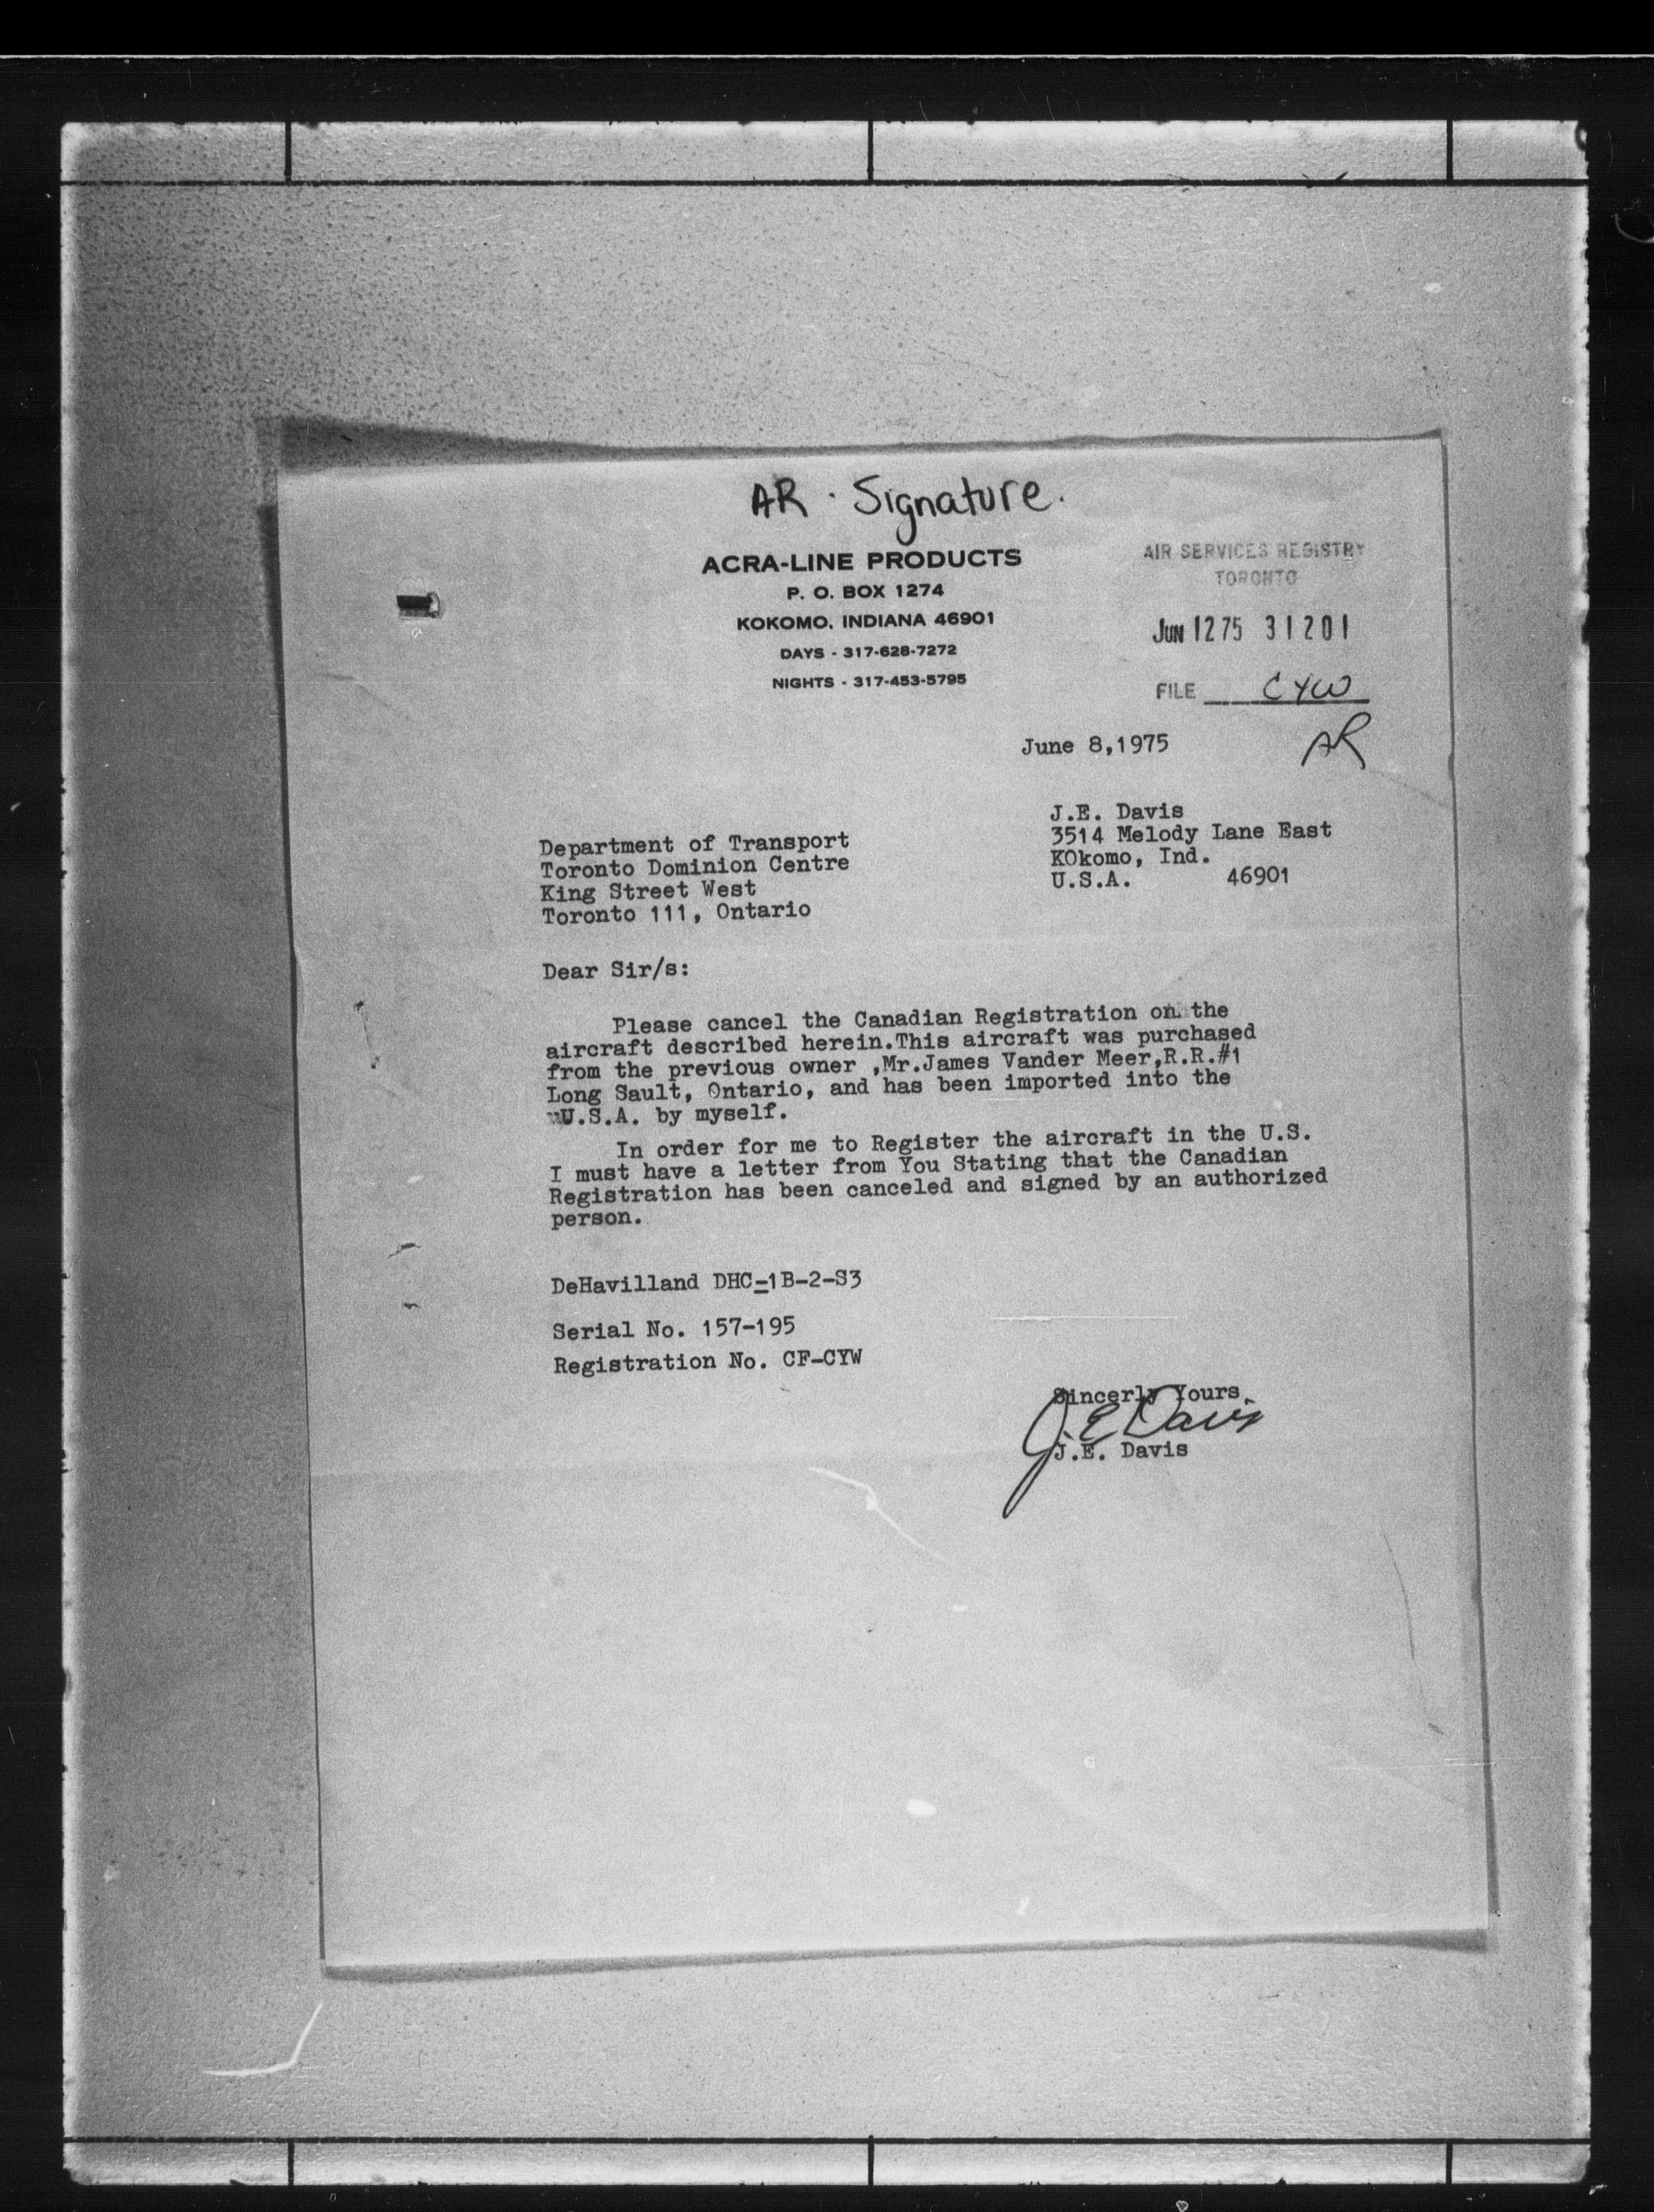 AR . Signature.
ACRA-LINE PRODUCTS
P. O. BOX 1274
KOKOMO, INDIANA 46901
DAYS - 317-628-7272
NIGHTS - 317-453-5795
AIR SERVICES REGISTRY
TORONTO
JUN 12 75 31201
FILE CYW
AR
June 8,1975
J.E. Davis
3514 Melody Lane East
KOkomo, Ind.
U.S.A. 46901
Department of Transport
Toronto Dominion Centre
King Street West
Toronto 111, Ontario
Dear Sir/s:
Please cancel the Canadian Registration on the
aircraft described herein.This aircraft was purchased
from the previous owner ,Mr.James Vander Meer,R.R.#1
Long Sault, Ontario, and has been imported into the
U.S.A. by myself.
In order for me to Register the aircraft in the U.S.
I must have a letter from You Stating that the Canadian
Registration has been canceled and signed by an authorized
person.
DeHavilland DHC-1B-2-S3
Serial No. 157-195
Registration No. CF-CYW
Sincerly Yours,
J.E Davis
J.E. Davis